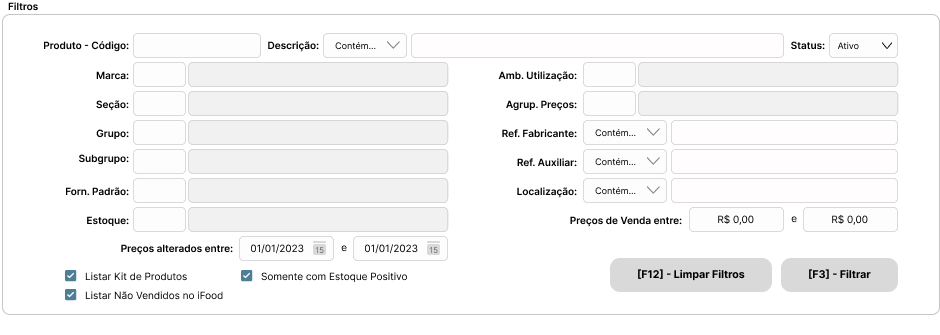 Filtros
Produto - Código: Descrição: Contém... Status: Ativo
Marca: Amb. Utilização:
Seção: Agrup. Preços:
Grupo: Ref. Fabricante: Contém...
Subgrupo: Ref. Auxiliar: Contém...
Forn. Padrão: Localização: Contém...
Estoque: Preços de Venda entre: R$ 0,00 e R$ 0,00
Preços alterados entre: 01/01/2023 15 e 01/01/2023 15
Listar Kit de Produtos Somente com Estoque Positivo [F12] - Limpar Filtros [F3] - Filtrar
Listar Não Vendidos no iFood